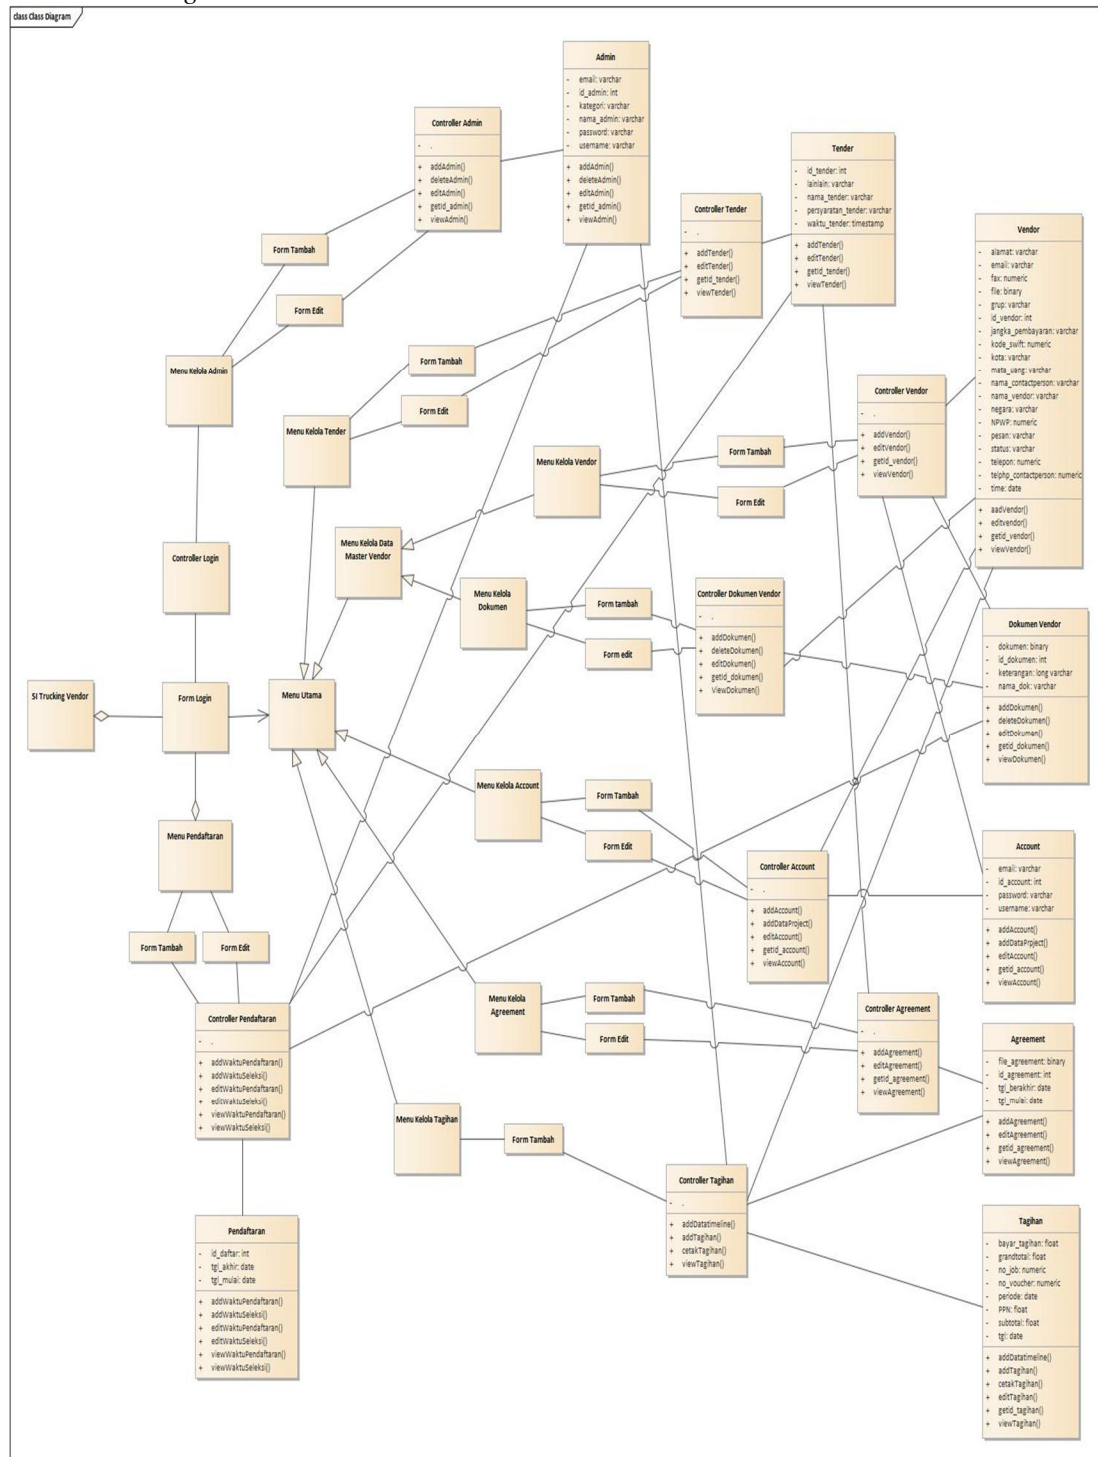 class Class Diagram
Admin
- email: varchar
- id_admin: int
- kategori: varchar
- nama_admin: varchar
- password: varchar
- username: varchar
+ addAdmin()
+ deleteAdmin()
+ editAdmin()
+ getid_admin()
+ viewAdmin()
Controller Admin
- .
+ addAdmin()
+ deleteAdmin()
+ editAdmin()
+ getid_admin()
+ viewAdmin()
Tender
- id_tender: int
- lainlain: varchar
- nama_tender: varchar
- persyaratan_tender: varchar
- waktu_tender: timestamp
+ addTender()
+ editTender()
+ getid_tender()
+ viewTender()
Controller Tender
- .
+ addTender()
+ editTender()
+ getid_tender()
+ viewTender()
Vendor
- alamat: varchar
- email: varchar
- fax: numeric
- file: binary
- grup: varchar
- id_vendor: int
- jangka_pembayaran: varchar
- kode_swift: numeric
- kota: varchar
- mata_uang: varchar
- nama_contactperson: varchar
- nama_vendor: varchar
- negara: varchar
- NPWP: numeric
- pesan: varchar
- status: varchar
- telepon: numeric
- telphp_contactperson: numeric
- time: date
+ aadVendor()
+ editvendor()
+ getid_vendor()
+ viewVendor()
Form Tambah
Form Edit
Menu Kelola Admin
Form Tambah
Form Edit
Menu Kelola Tender
Controller Vendor
- .
+ addVendor()
+ editVendor()
+ getid_vendor()
+ viewVendor()
Form Tambah
Menu Kelola Vendor
Form Edit
Controller Login
Menu Kelola Data
Master Vendor
Menu Kelola
Dokumen
Form tambah
Form edit
Controller Dokumen Vendor
- .
+ addDokumen()
+ deleteDokumen()
+ editDokumen()
+ getid_dokumen()
+ ViewDokumen()
Dokumen Vendor
- dokumen: binary
- id_dokumen: int
- keterangan: long varchar
- nama_dok: varchar
+ addDokumen()
+ deleteDokumen()
+ editDokumen()
+ getid_dokumen()
+ viewDokumen()
SI Trucking Vendor
Form Login
Menu Utama
Menu Kelola Account
Form Tambah
Form Edit
Menu Pendaftaran
Form Tambah
Form Edit
Controller Account
- .
+ addAccount()
+ addDataProject()
+ editAccount()
+ getid_account()
+ viewAccount()
Account
- email: varchar
- id_account: int
- password: varchar
- username: varchar
+ addAccount()
+ addDataPrpject()
+ editAccount()
+ getid_account()
+ viewAccount()
Menu Kelola
Agreement
Form Tambah
Form Edit
Controller Agreement
- .
+ addAgreement()
+ editAgreement()
+ getid_agreement()
+ viewAgreement()
Agreement
- file_agreement: binary
- id_agreement: int
- tgl_berakhir: date
- tgl_mulai: date
+ addAgreement()
+ editAgreement()
+ getid_agreement()
+ viewAgreement()
Controller Pendaftaran
- .
+ addWaktuPendaftaran()
+ addWaktuSeleksi()
+ editWaktuPendaftaran()
+ editWaktuSeleksi()
+ viewWaktuPendaftaran()
+ viewWaktuSeleksi()
Menu Kelola Tagihan
Form Tambah
Controller Tagihan
- .
+ addDatatimeline()
+ addTagihan()
+ cetakTagihan()
+ viewTagihan()
Pendaftaran
- id_daftar: int
- tgl_akhir: date
- tgl_mulai: date
+ addWaktuPendaftaran()
+ addWaktuSeleksi()
+ editWaktuPendaftaran()
+ editWaktuSeleksi()
+ viewWaktuPendaftaran()
+ viewWaktuSeleksi()
Tagihan
- bayar_tagihan: float
- grandtotal: float
- no_job: numeric
- no_voucher: numeric
- periode: date
- PPN: float
- subtotal: float
- tgl: date
+ addDatatimeline()
+ addTagihan()
+ cetakTagihan()
+ editTagihan()
+ getid_tagihan()
+ viewTagihan()